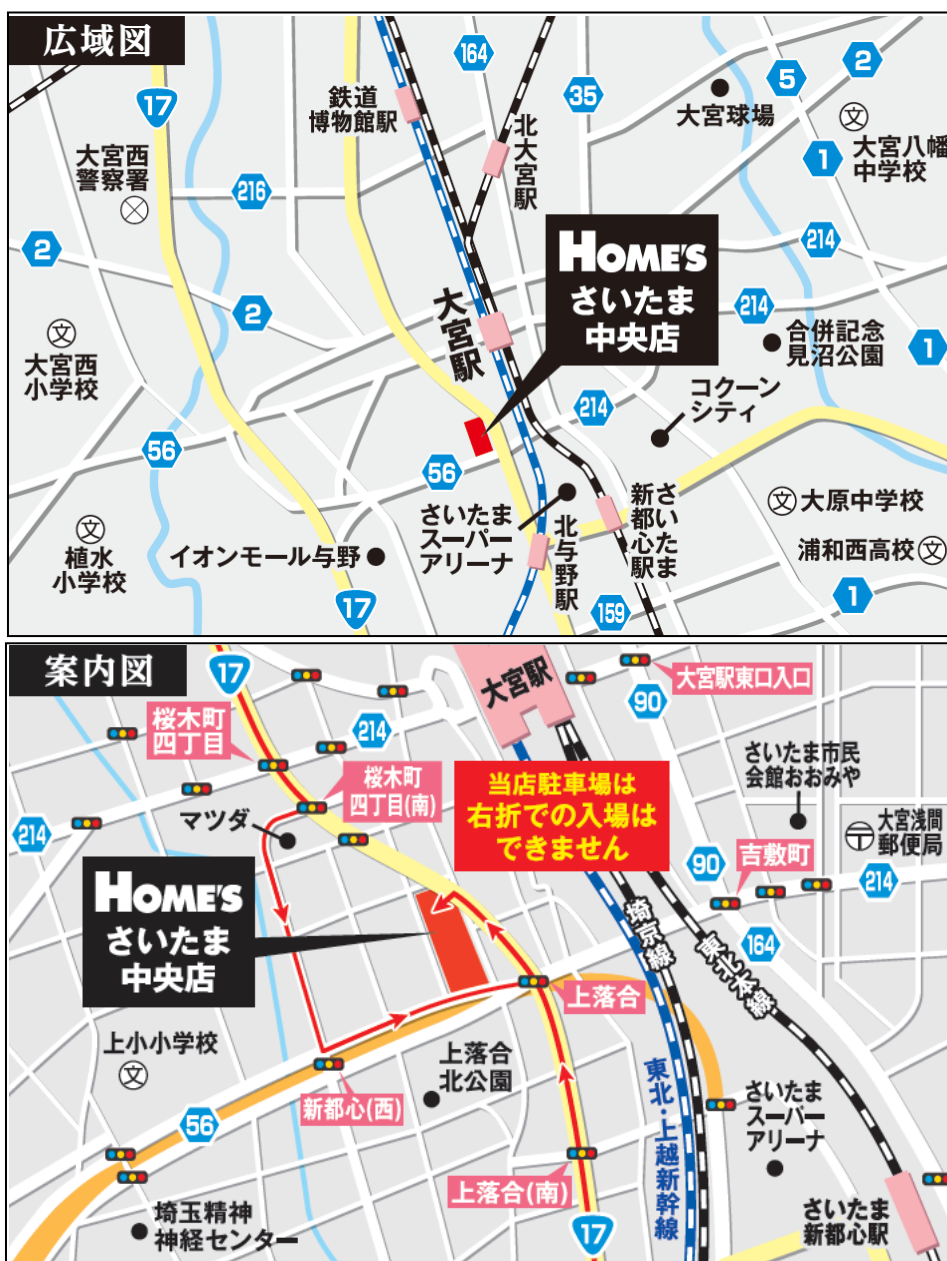 広域図
17
164
2
5
鉄道
博物館駅
35
大宮球場
文
北大宮駅
大宮西
警察署
1
大宮八幡
中学校
216
HOME'S
さいたま
中央店
2
214
2
大宮駅
214
文
合併記念
見沼公園
1
大宮西
小学校
コクーン
シティ
214
56
56
さいたま
スーパー
アリーナ
さいたま
新都心駅
文
大原中学校
文
植水
小学校
イオンモール与野
北与野駅
浦和西高校
文
17
159
1
案内図
17
大宮駅
大宮駅東口入口
90
桜木町
四丁目
214
さいたま市民
会館おおみや
桜木町
四丁目(南)
当店駐車場は
右折での入場は
できません
マツダ
214
大宮浅間
郵便局
90
吉敷町
214
HOME'S
さいたま
中央店
埼京線
東北本線
164
上落合
上小小学校
文
上落合
北公園
東北・上越新幹線
新都心(西)
56
さいたま
スーパー
アリーナ
上落合(南)
埼玉精神
神経センター
17
さいたま
新都心駅